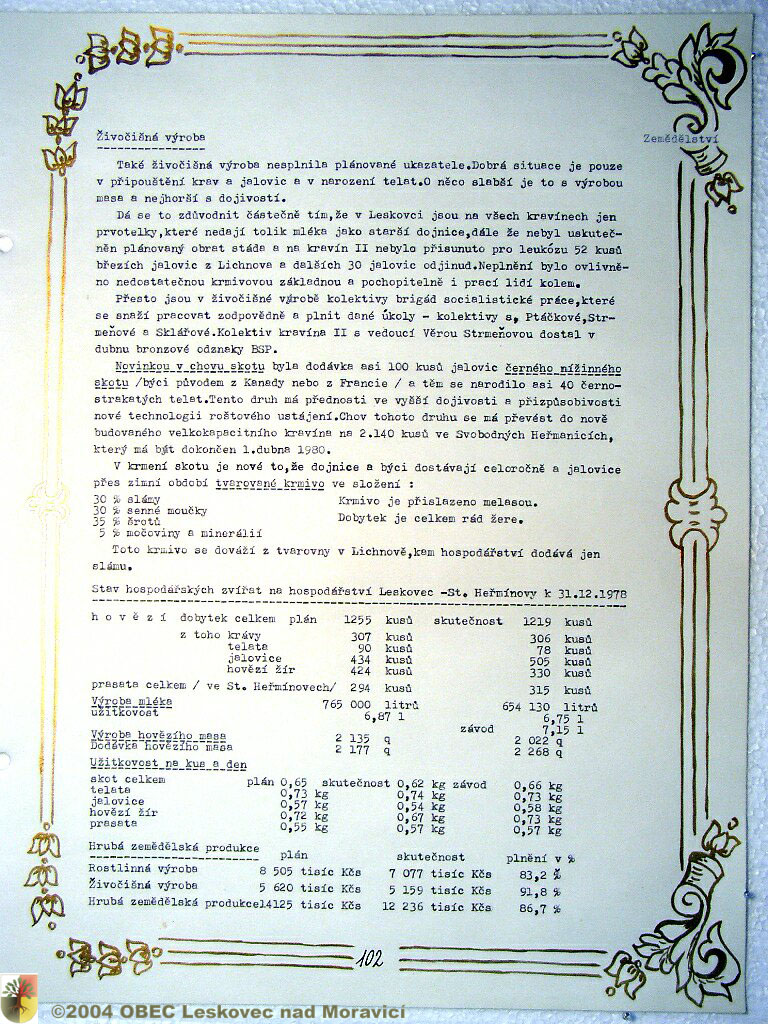 Zemědělství
Živočišná výroba
Také živočišná výroba nesplnila plánované ukazatele.Dobrá situace je pouze
v připouštění krav a jalovic a v narození telat.O něco slabší je to s výrobou
masa a nejhorší s dojivostí.
Dá se to zdůvodnit částečně tím,že v Leskovci jsou na všech kravínech jen
prvotelky,které nedají tolik mléka jako starší dojnice,dále že nebyl uskuteč-
něn plánovaný obrat stáda a na kravín II nebylo přisunuto pro leukózu 52 kusů
březích jalovic z Lichnova a dalších 30 jalovic odjinud.Neplnění bylo ovlivně-
no nedostatečnou krmivovou základnou a pochopitelně i prací lidí kolem.
Přesto jsou v živočišné výrobě kolektivy brigád socialistické práce,které
se snaží pracovat zodpovědně a plnit dané úkoly - kolektivy s. Ptáčkové,Str-
meňové a Sklářové.Kolektiv kravína II s vedoucí Věrou Strmeňovou dostal v
dubnu bronzové odznaky BSP.
Novinkou v chovu skotu byla dodávka asi 100 kusů jalovic černého nížinného
skotu /býci původem z Kanady nebo z Francie / a těm se narodilo asi 40 černo-
strakatých telat.Tento druh má přednosti ve vyšší dojivosti a přizpůsobivosti
nové technologii roštového ustájení.Chov tohoto druhu se má převést do nově
budovaného velkokapacitního kravína na 2.140 kusů ve Svobodných Heřmanicích,
který má být dokončen 1.dubna 1980.
V krmení skotu je nové to,že dojnice a býci dostávají celoročně a jalovice
přes zimní období tvarované krmivo ve složení :
30 % slámy Krmivo je přislazeno melasou.
30 % senné moučky
35 % šrotů Dobytek je celkem rád žere.
5 % močoviny a minerálií
Toto krmivo se dováží z tvarovny v Lichnově,kam hospodářství dodává jen
slámu.
Stav hospodářských zvířat na hospodářství Leskovec -St. Heřmínovy k 31.12.1978
h o v ě z í dobytek celkem plán 1255 kusů skutečnost 1219 kusů
z toho krávy 307 kusů 306 kusů
telata 90 kusů 78 kusů
jalovice 434 kusů 505 kusů
hovězí žír 424 kusů 330 kusů
prasata celkem / ve St. Heřmínovech/ 294 kusů 315 kusů
Výroba mléka 765 000 litrů 654 130 litrů
užitkovost 6,87 l 6,75 l
závod 7,15 l
Výroba hovězího masa 2 135 q 2 022 q
Dodávka hovězího masa 2 177 q 2 268 q
Užitkovost na kus a den
skot celkem plán 0,65 skutečnost 0,62 kg závod 0,66 kg
telata 0,73 kg 0,74 kg 0,73 kg
jalovice 0,57 kg 0,54 kg 0,58 kg
hovězí žír 0,72 kg 0,67 kg 0,73 kg
prasata 0,55 kg 0,57 kg 0,57 kg
Hrubá zemědělská produkce plán skutečnost plnění v %
Rostlinná výroba 8 505 tisíc Kčs 7 077 tisíc Kčs 83,2 %
Živočišná výroba 5 620 tisíc Kčs 5 159 tisíc Kčs 91,8 %
Hrubá zemědělská produkce14125 tisíc Kčs 12 236 tisíc Kčs 86,7 %
102
©2004 OBEC Leskovec nad Moravicí